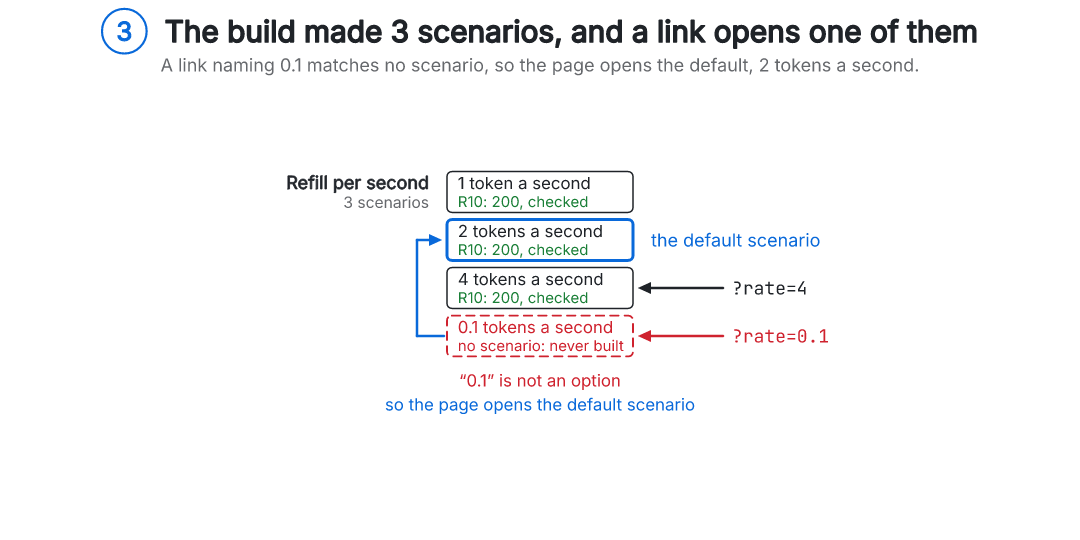 3 The build made 3 scenarios, and a link opens one of them
A link naming 0.1 matches no scenario, so the page opens the default, 2 tokens a second.
Refill per second
3 scenarios
1 token a second
R10: 200, checked
2 tokens a second
R10: 200, checked
the default scenario
4 tokens a second
R10: 200, checked
?rate=4
0.1 tokens a second
no scenario: never built
?rate=0.1
“0.1” is not an option
so the page opens the default scenario